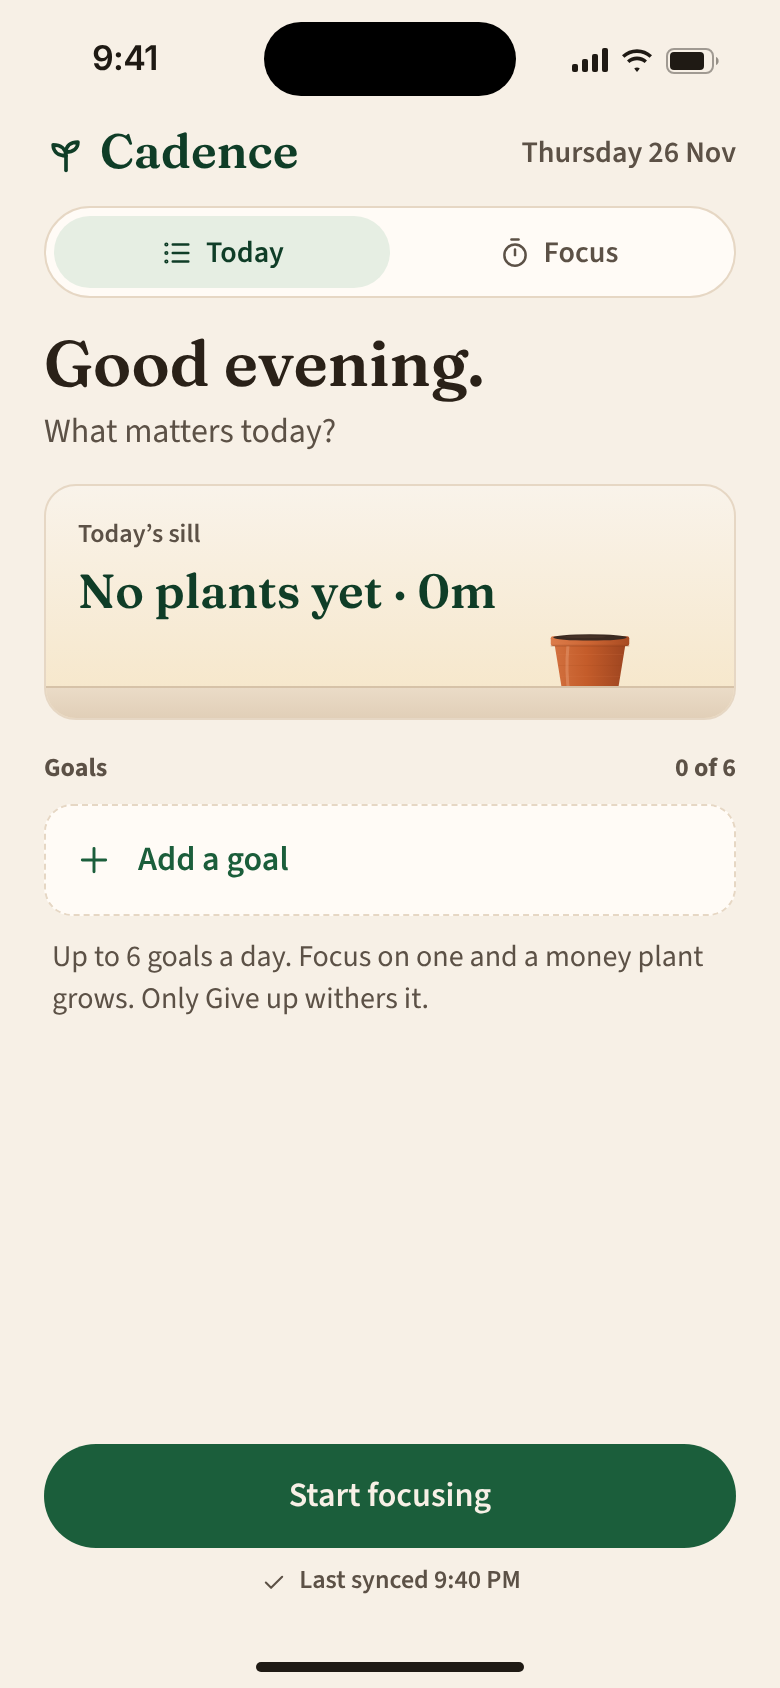 9:41
Cadence
Thursday 26 Nov
Today
Focus
Good evening.
What matters today?
Today’s sill
No plants yet · 0m
Goals
0 of 6
Add a goal
Up to 6 goals a day. Focus on one and a money plant
grows. Only Give up withers it.
Start focusing
Last synced 9:40 PM